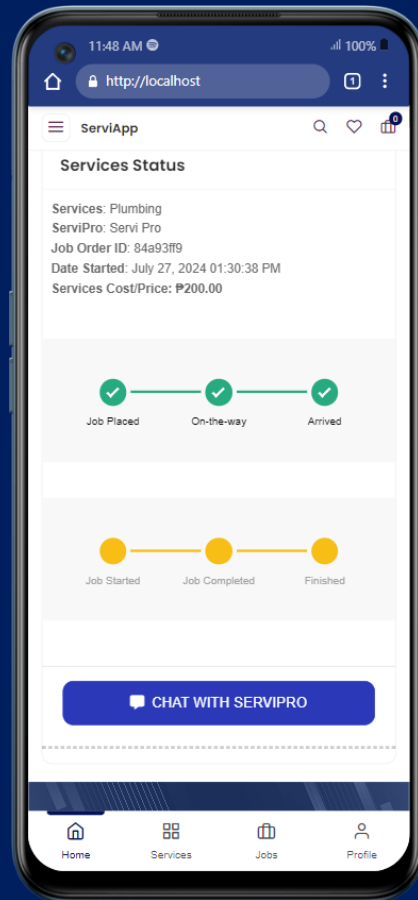 11:48 AM
100%
http://localhost
1
ServiApp
0
Services Status
Services: Plumbing
ServiPro: Servi Pro
Job Order ID: 84a93ff9
Date Started: July 27, 2024 01:30:38 PM
Services Cost/Price: ₱200.00
Job Placed On-the-way Arrived
Job Started Job Completed Finished
CHAT WITH SERVIPRO
Home Services Jobs Profile